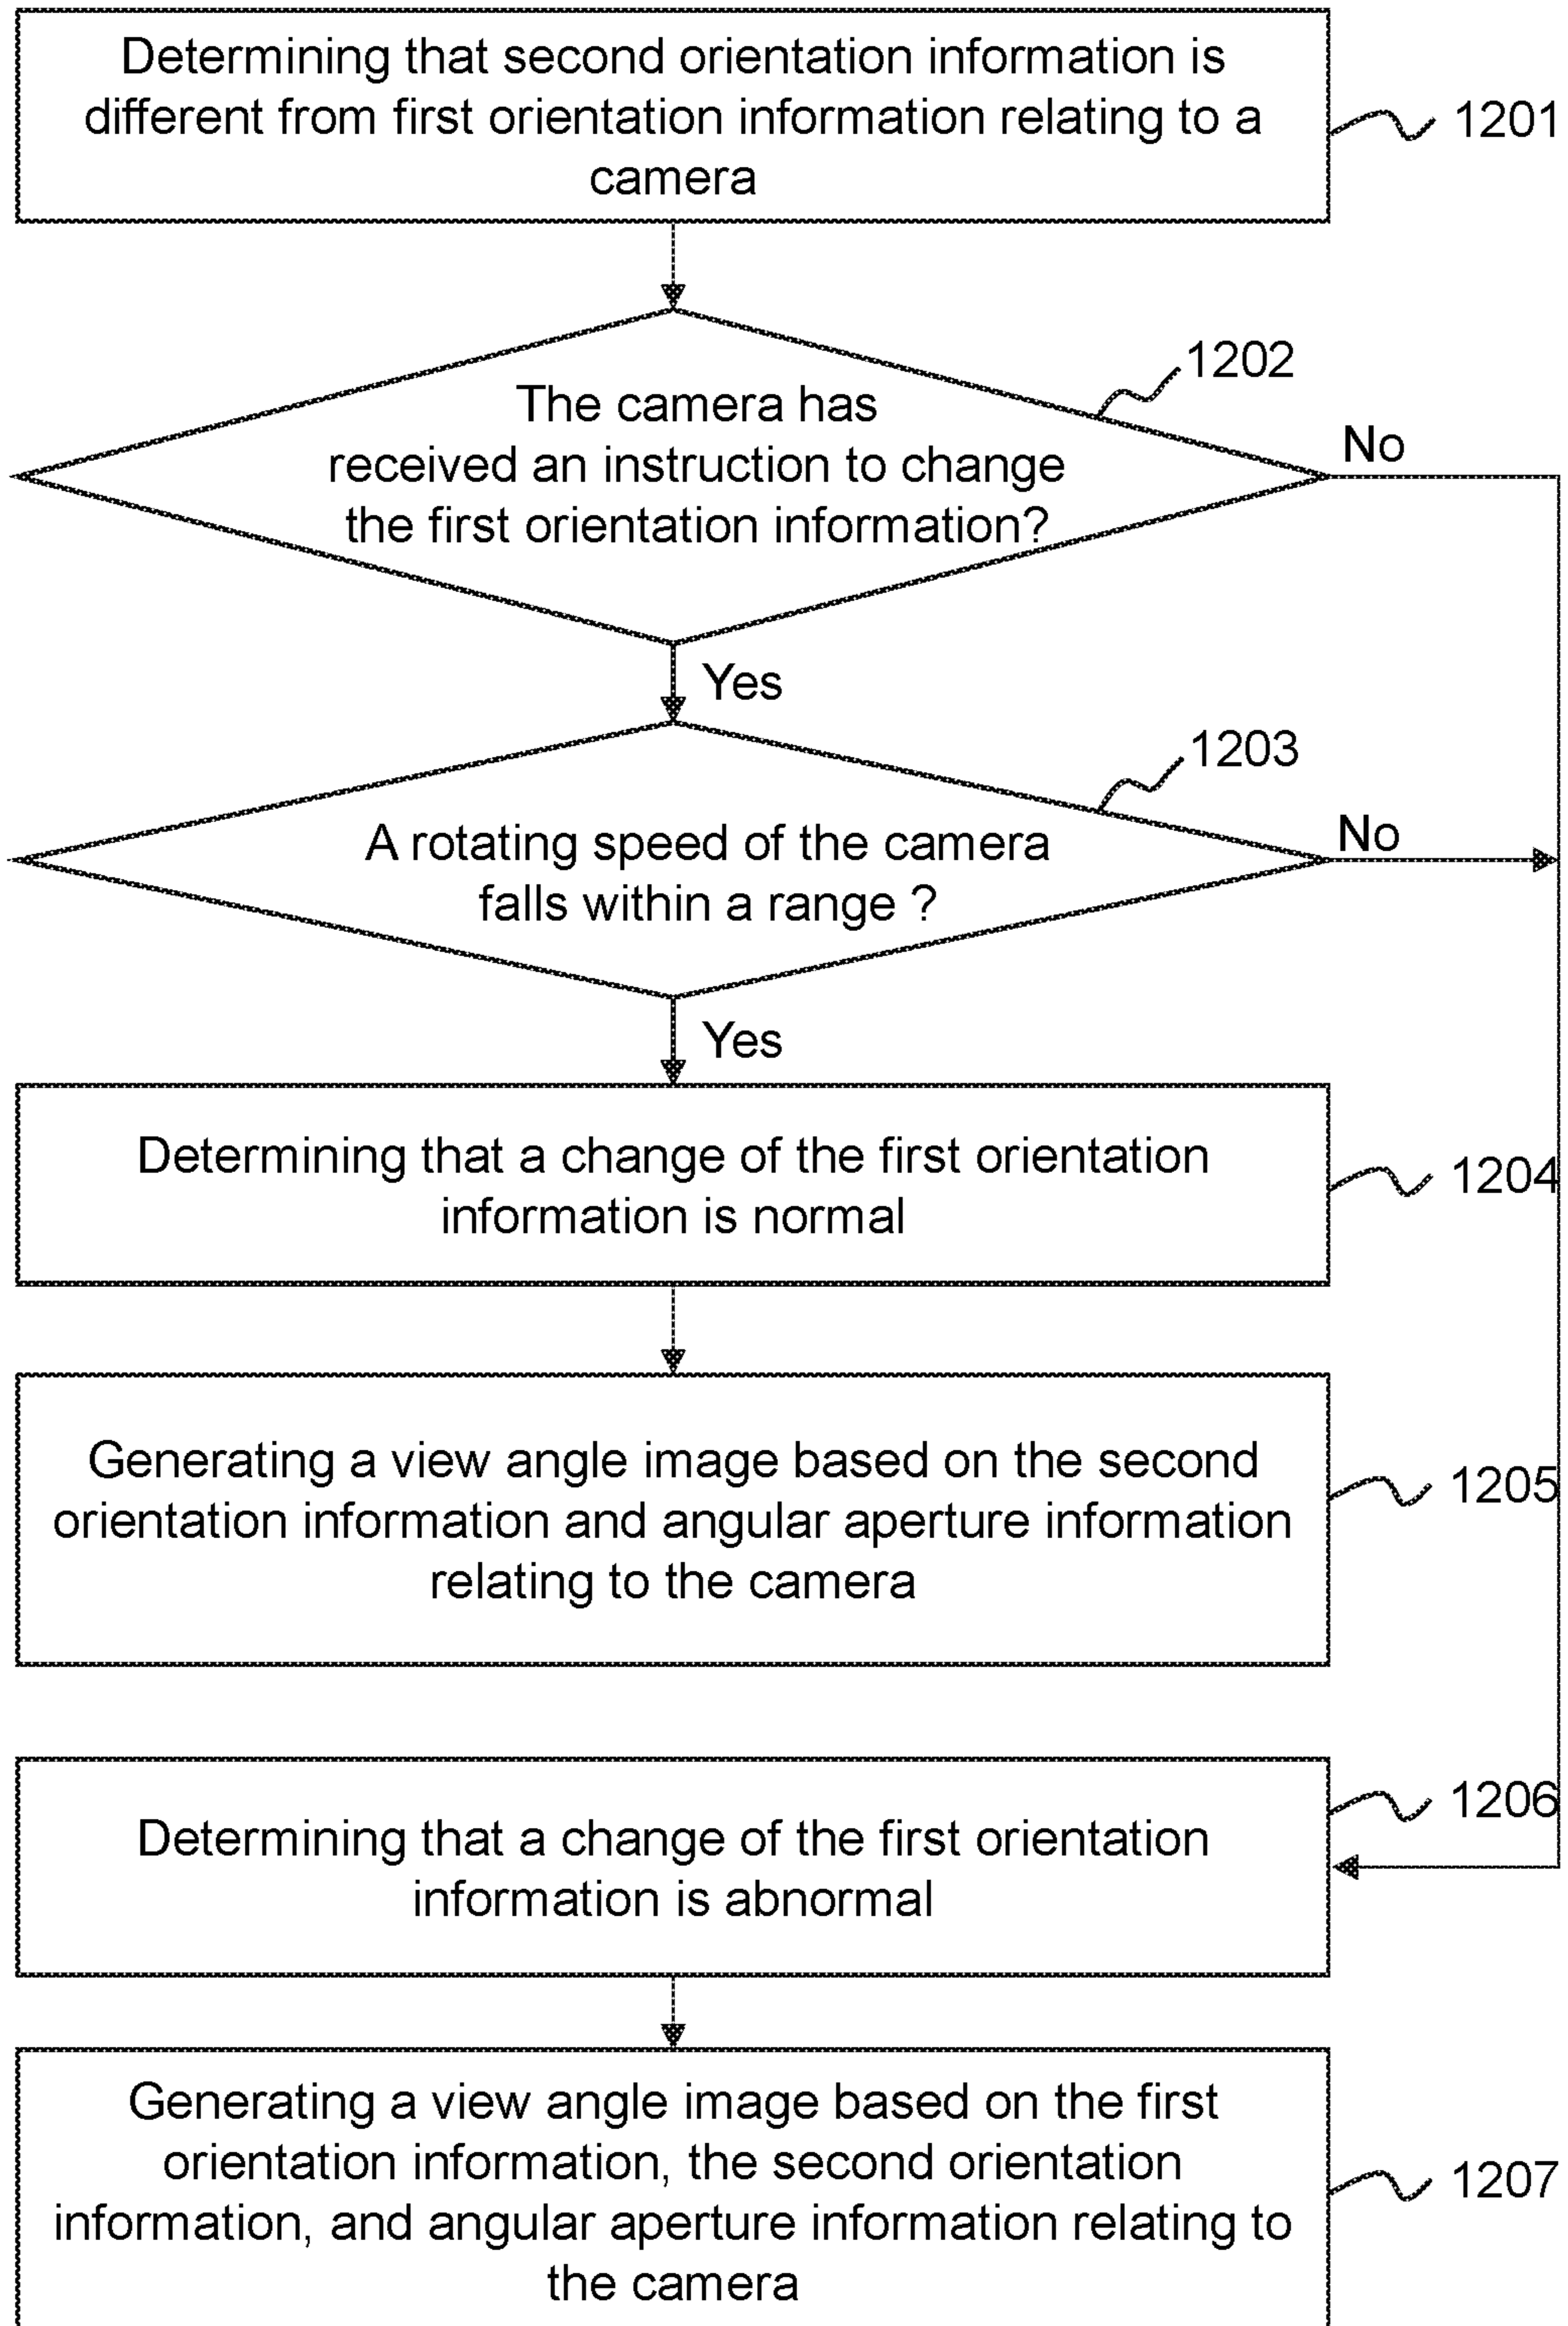 Determining that second orientation information is
different from first orientation information relating to a
camera
1201
1202
The camera has
received an instruction to change
the first orientation information?
No
Yes
1203
A rotating speed of the camera
falls within a range ?
No
Yes
Determining that a change of the first orientation
information is normal
1204
Generating a view angle image based on the second
orientation information and angular aperture information
relating to the camera
1205
Determining that a change of the first orientation
information is abnormal
1206
Generating a view angle image based on the first
orientation information, the second orientation
information, and angular aperture information relating to
the camera
1207